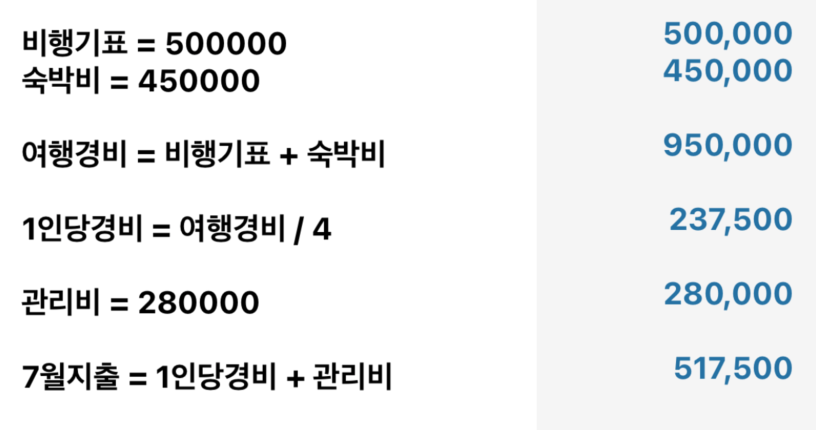 비행기표 = 500000 500,000
숙박비 = 450000 450,000
여행경비 = 비행기표 + 숙박비 950,000
1인당경비 = 여행경비 / 4 237,500
관리비 = 280000 280,000
7월지출 = 1인당경비 + 관리비 517,500